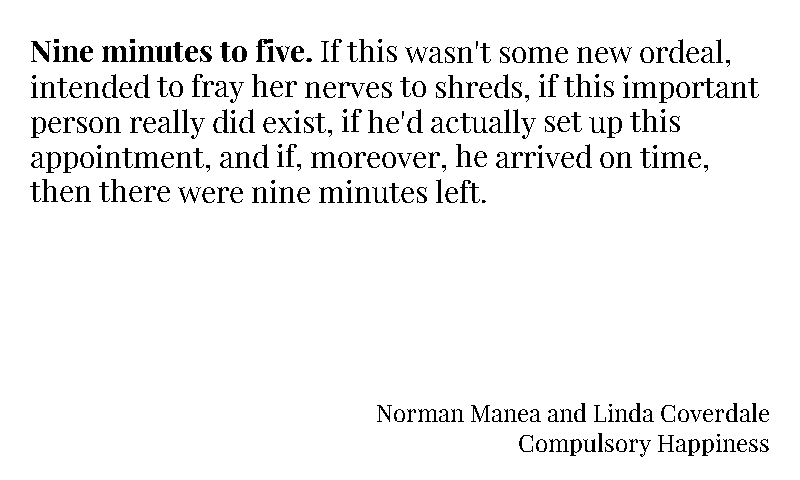 Nine minutes to five. If this wasn't some new ordeal,
intended to fray her nerves to shreds, if this important
person really did exist, if he'd actually set up this
appointment, and if, moreover, he arrived on time,
then there were nine minutes left.
Norman Manea and Linda Coverdale
Compulsory Happiness